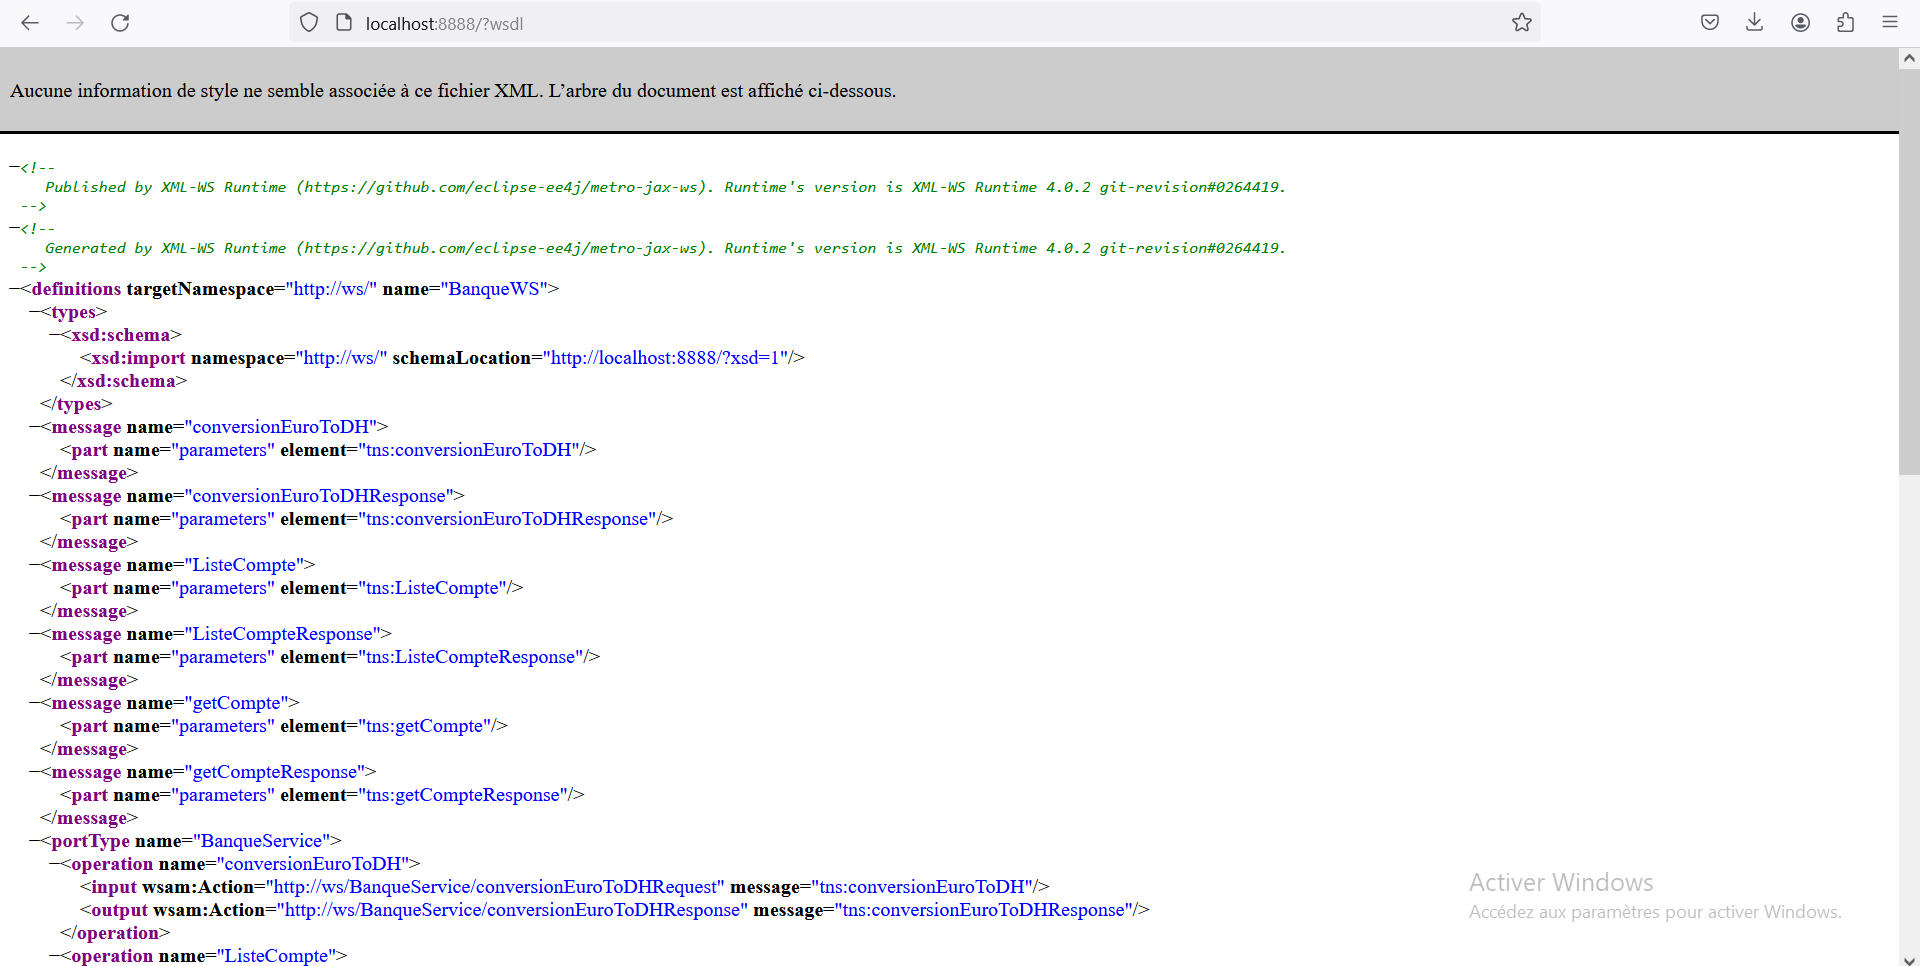 localhost:8888/?wsdl
Aucune information de style ne semble associée à ce fichier XML. L’arbre du document est affiché ci-dessous.
—<!--
Published by XML-WS Runtime (https://github.com/eclipse-ee4j/metro-jax-ws). Runtime's version is XML-WS Runtime 4.0.2 git-revision#0264419.
-->
—<!--
Generated by XML-WS Runtime (https://github.com/eclipse-ee4j/metro-jax-ws). Runtime's version is XML-WS Runtime 4.0.2 git-revision#0264419.
-->
—<definitions targetNamespace="http://ws/" name="BanqueWS">
—<types>
—<xsd:schema>
<xsd:import namespace="http://ws/" schemaLocation="http://localhost:8888/?xsd=1"/>
</xsd:schema>
</types>
—<message name="conversionEuroToDH">
<part name="parameters" element="tns:conversionEuroToDH"/>
</message>
—<message name="conversionEuroToDHResponse">
<part name="parameters" element="tns:conversionEuroToDHResponse"/>
</message>
—<message name="ListeCompte">
<part name="parameters" element="tns:ListeCompte"/>
</message>
—<message name="ListeCompteResponse">
<part name="parameters" element="tns:ListeCompteResponse"/>
</message>
—<message name="getCompte">
<part name="parameters" element="tns:getCompte"/>
</message>
—<message name="getCompteResponse">
<part name="parameters" element="tns:getCompteResponse"/>
</message>
—<portType name="BanqueService">
—<operation name="conversionEuroToDH">
<input wsam:Action="http://ws/BanqueService/conversionEuroToDHRequest" message="tns:conversionEuroToDH"/>
<output wsam:Action="http://ws/BanqueService/conversionEuroToDHResponse" message="tns:conversionEuroToDHResponse"/>
</operation>
—<operation name="ListeCompte">
Activer Windows
Accédez aux paramètres pour activer Windows.